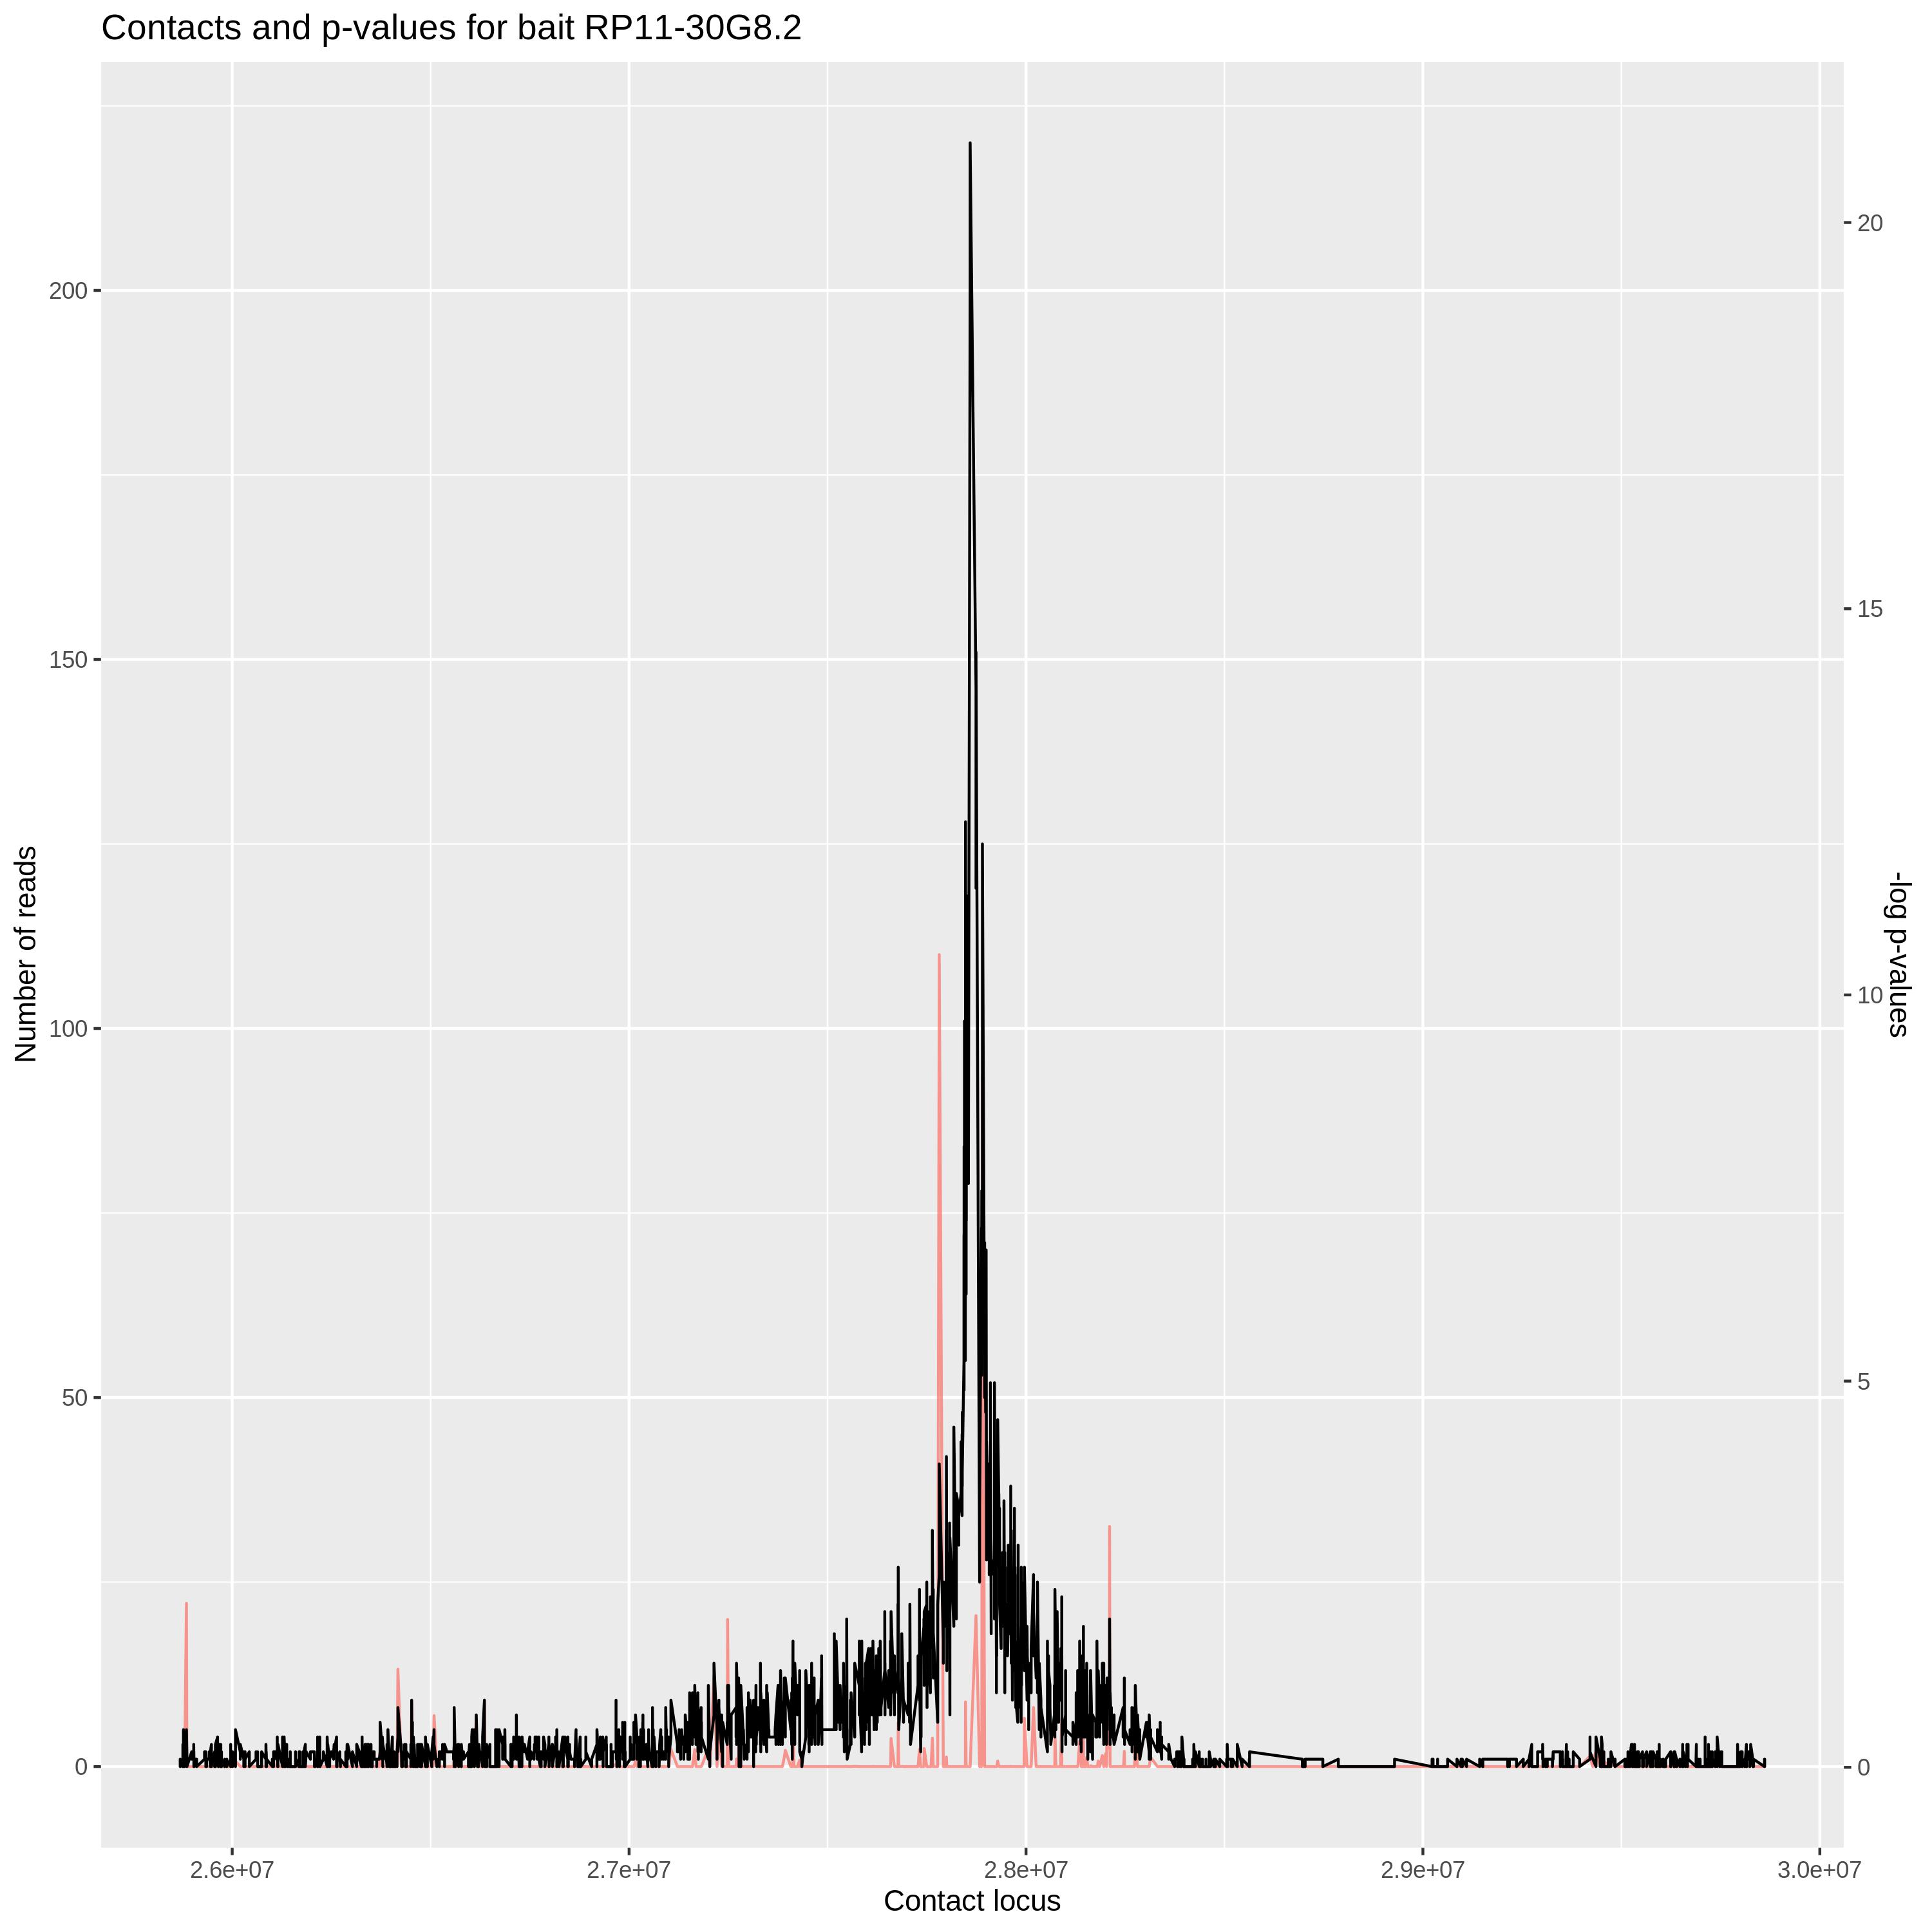 Contacts and p-values for bait RP11-30G8.2
Number of reads
200
150
100
50
0
20
15
10
5
0
-log p-values
2.6e+07
2.7e+07
2.8e+07
2.9e+07
3.0e+07
Contact locus